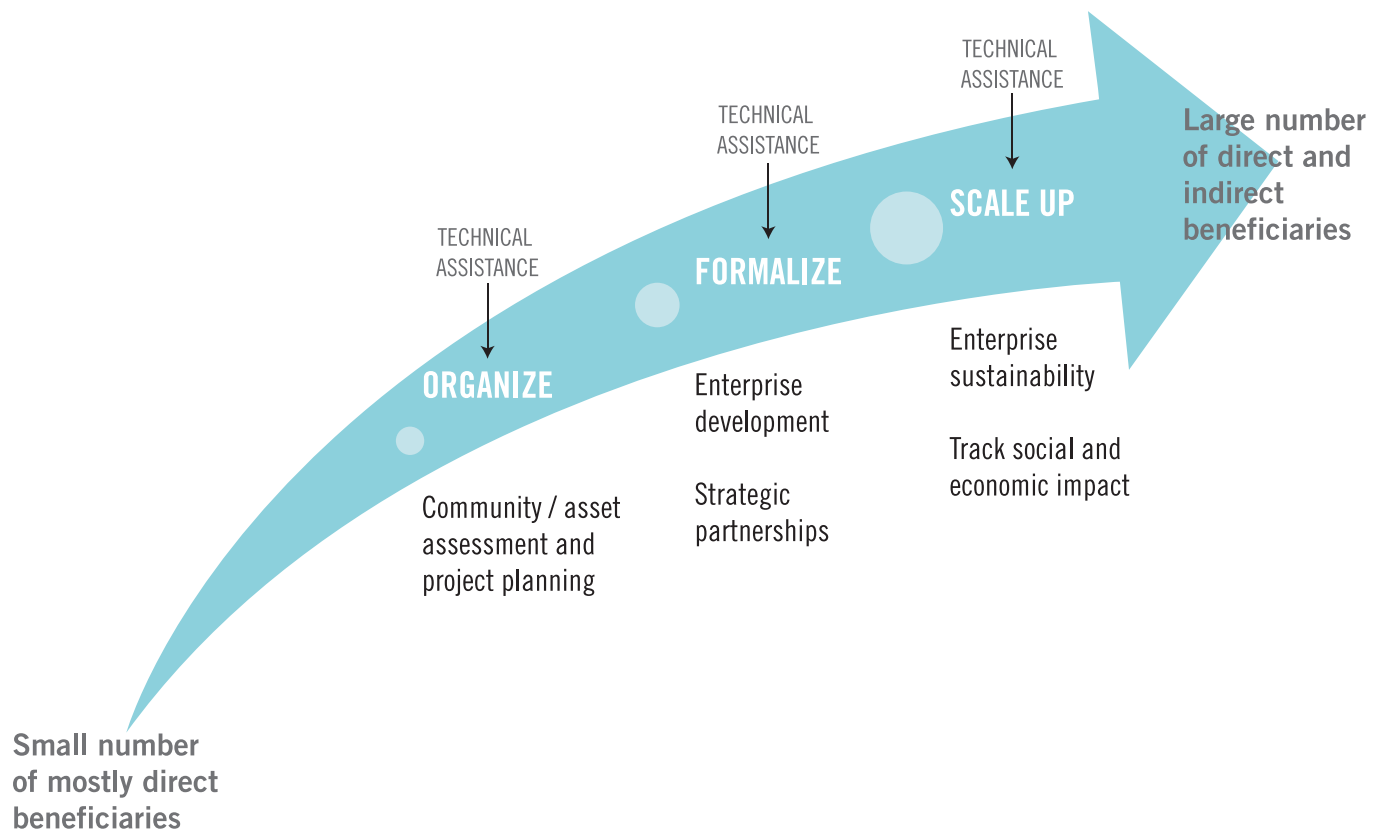 TECHNICAL
ASSISTANCE
TECHNICAL
ASSISTANCE
TECHNICAL
ASSISTANCE
Large number
of direct and
indirect
beneficiaries
SCALE UP
FORMALIZE
ORGANIZE
Enterprise
sustainability
Track social and
economic impact
Enterprise
development
Strategic
partnerships
Community / asset
assessment and
project planning
Small number
of mostly direct
beneficiaries